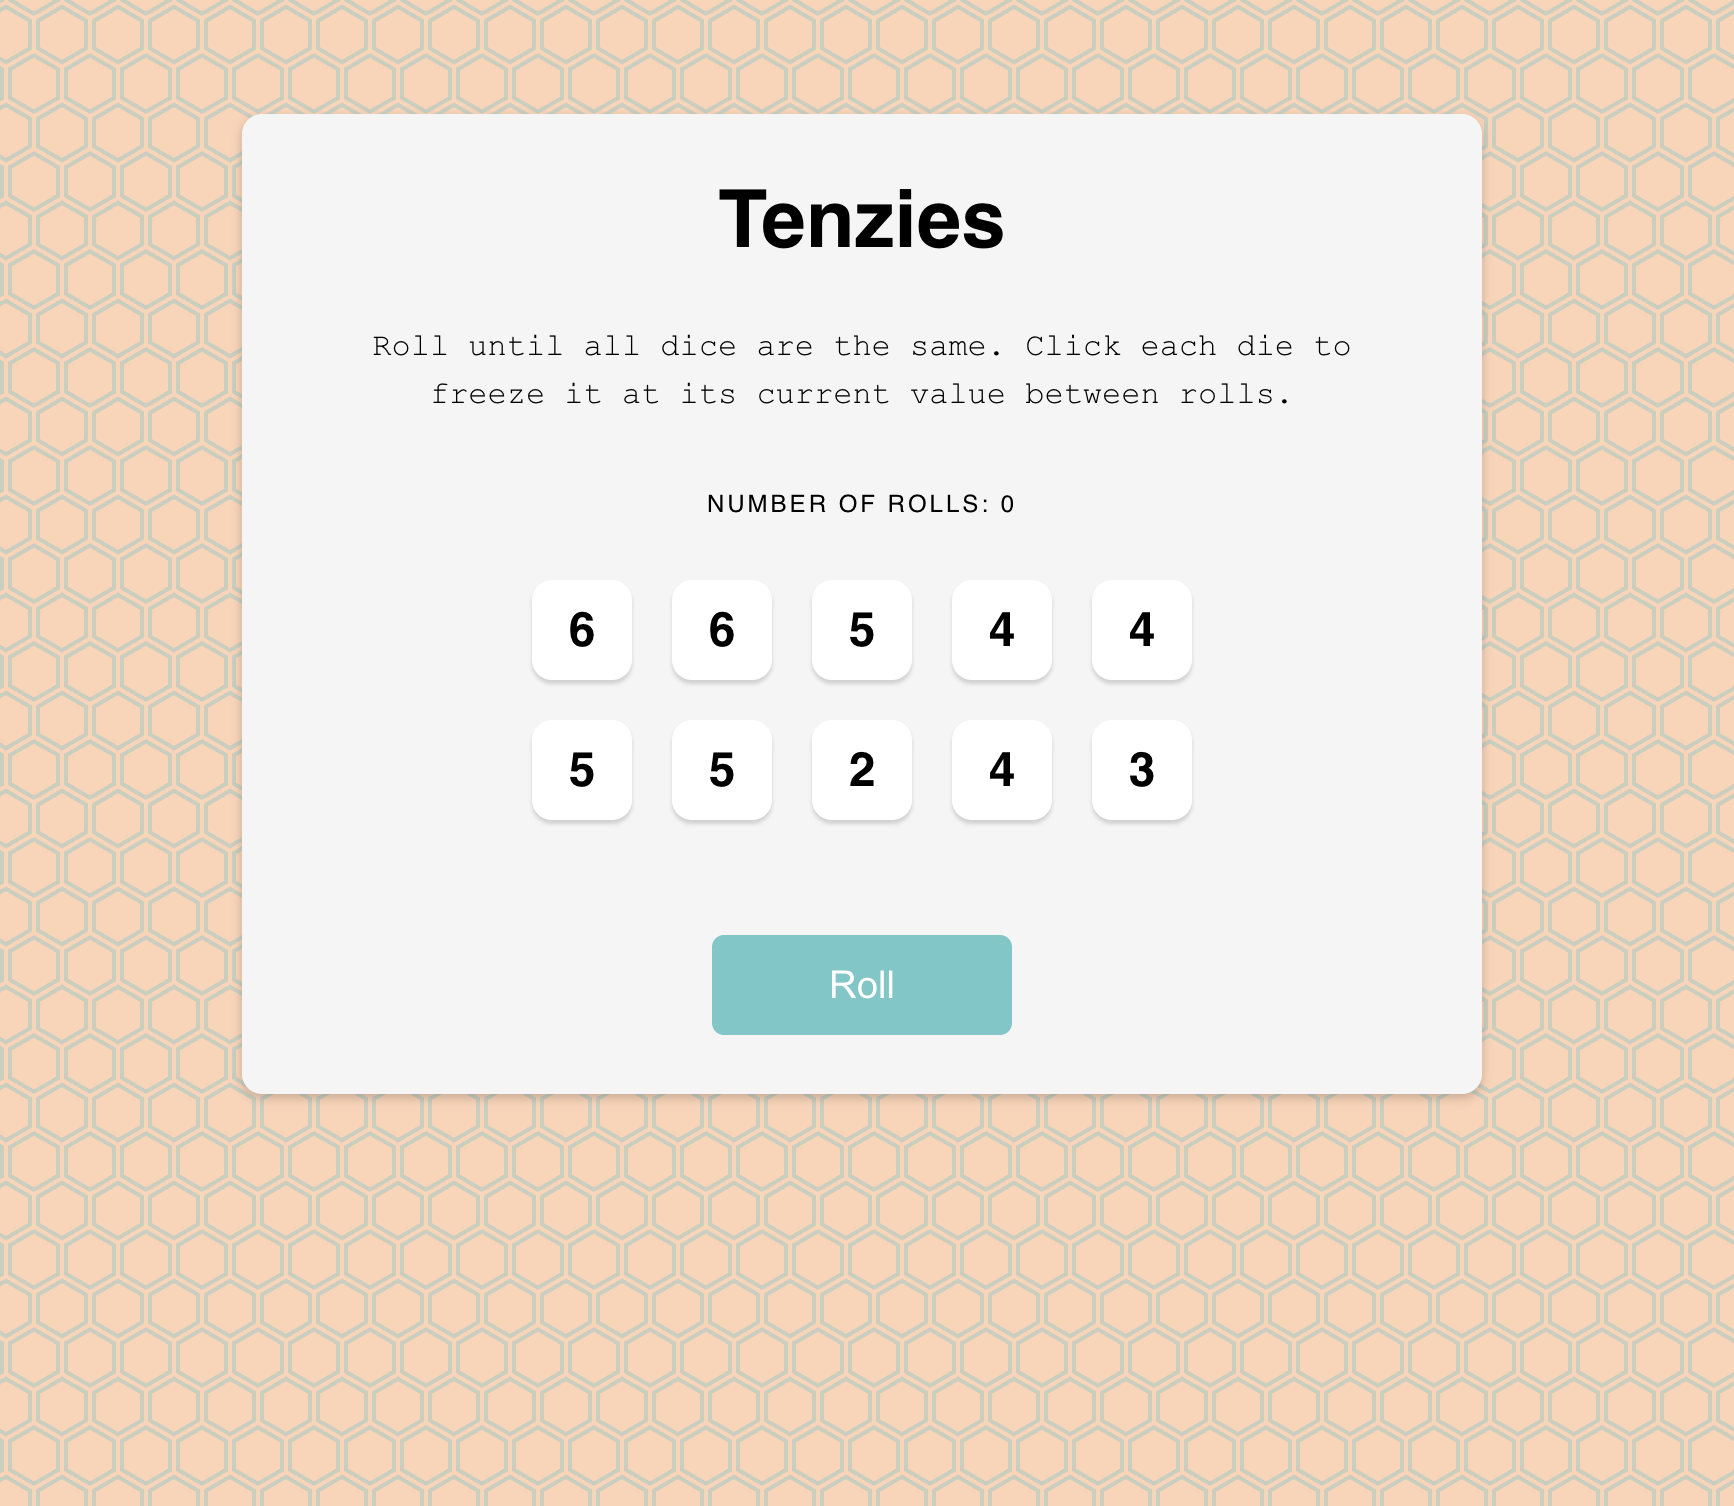 Tenzies
Roll until all dice are the same. Click each die to
freeze it at its current value between rolls.
NUMBER OF ROLLS: 0
6 6 5 4 4
5 5 2 4 3
Roll